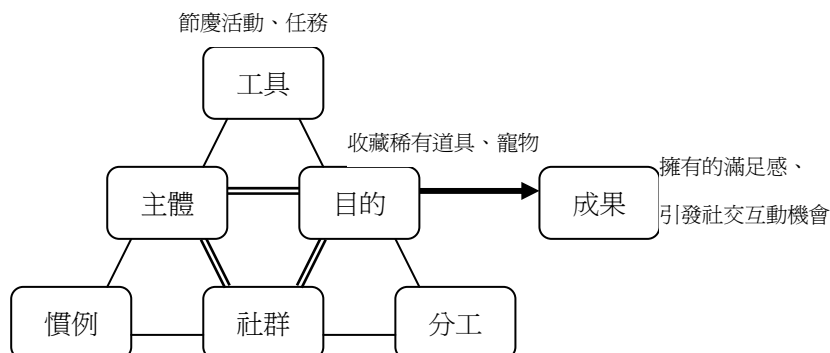 節慶活動、任務
工具
收藏稀有道具、寵物
主體
目的
成果
擁有的滿足感、
引發社交互動機會
慣例
社群
分工